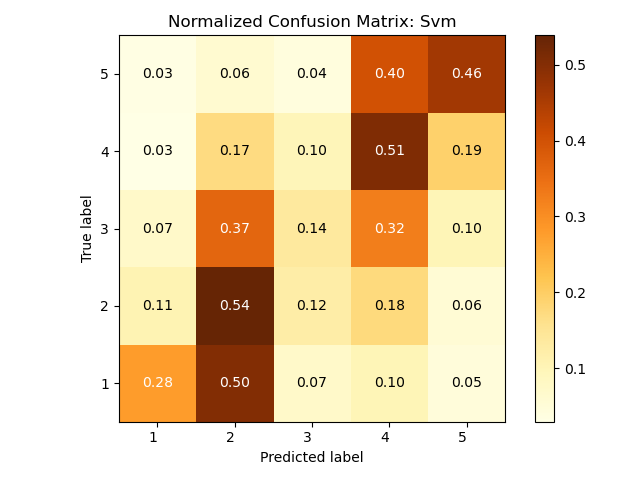 Normalized Confusion Matrix: Svm
True label
5 0.03 0.06 0.04 0.40 0.46
4 0.03 0.17 0.10 0.51 0.19
3 0.07 0.37 0.14 0.32 0.10
2 0.11 0.54 0.12 0.18 0.06
1 0.28 0.50 0.07 0.10 0.05
1 2 3 4 5
Predicted label
0.5
0.4
0.3
0.2
0.1